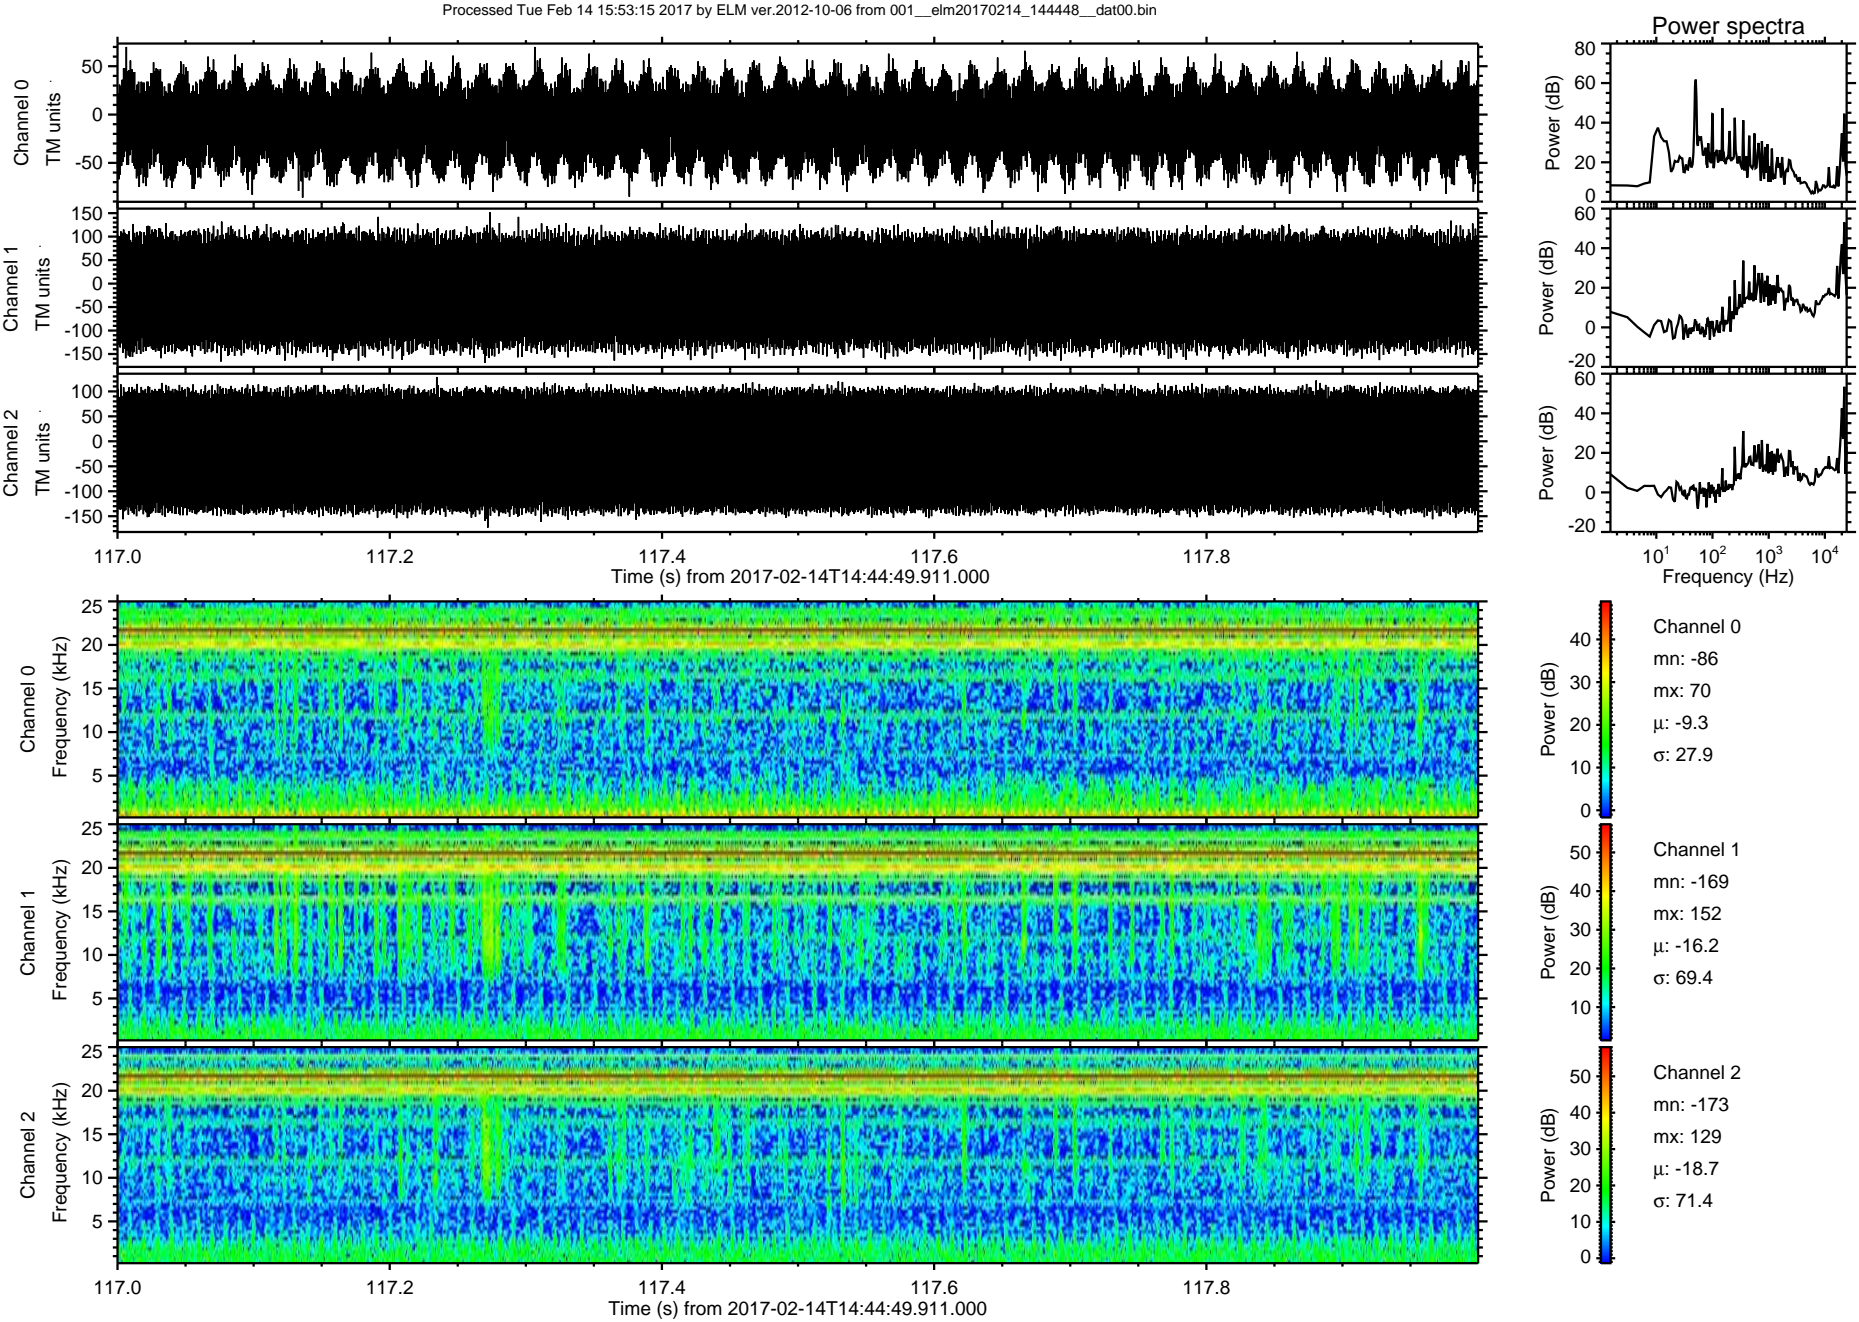 Processed Tue Feb 14 15:53:15 2017 by ELM ver.2012-10-06 from 001__elm20170214_144448__dat00.bin
Power spectra
Channel 0
TM units
50
0
-50
Power (dB)
80
60
40
20
0
Channel 1
TM units
150
100
50
0
-50
-100
-150
Power (dB)
60
40
20
0
-20
Channel 2
TM units
100
50
0
-50
-100
-150
Power (dB)
60
40
20
0
-20
117.0
117.2
117.4
117.6
117.8
Time (s) from 2017-02-14T14:44:49.911.000
10^1
10^2
10^3
10^4
Frequency (Hz)
Channel 0
Frequency (kHz)
25
20
15
10
5
Power (dB)
40
30
20
10
0
Channel 0
mn: -86
mx: 70
μ: -9.3
σ: 27.9
Channel 1
Frequency (kHz)
25
20
15
10
5
Power (dB)
50
40
30
20
10
Channel 1
mn: -169
mx: 152
μ: -16.2
σ: 69.4
Channel 2
Frequency (kHz)
25
20
15
10
5
Power (dB)
50
40
30
20
10
0
Channel 2
mn: -173
mx: 129
μ: -18.7
σ: 71.4
117.0
117.2
117.4
117.6
117.8
Time (s) from 2017-02-14T14:44:49.911.000